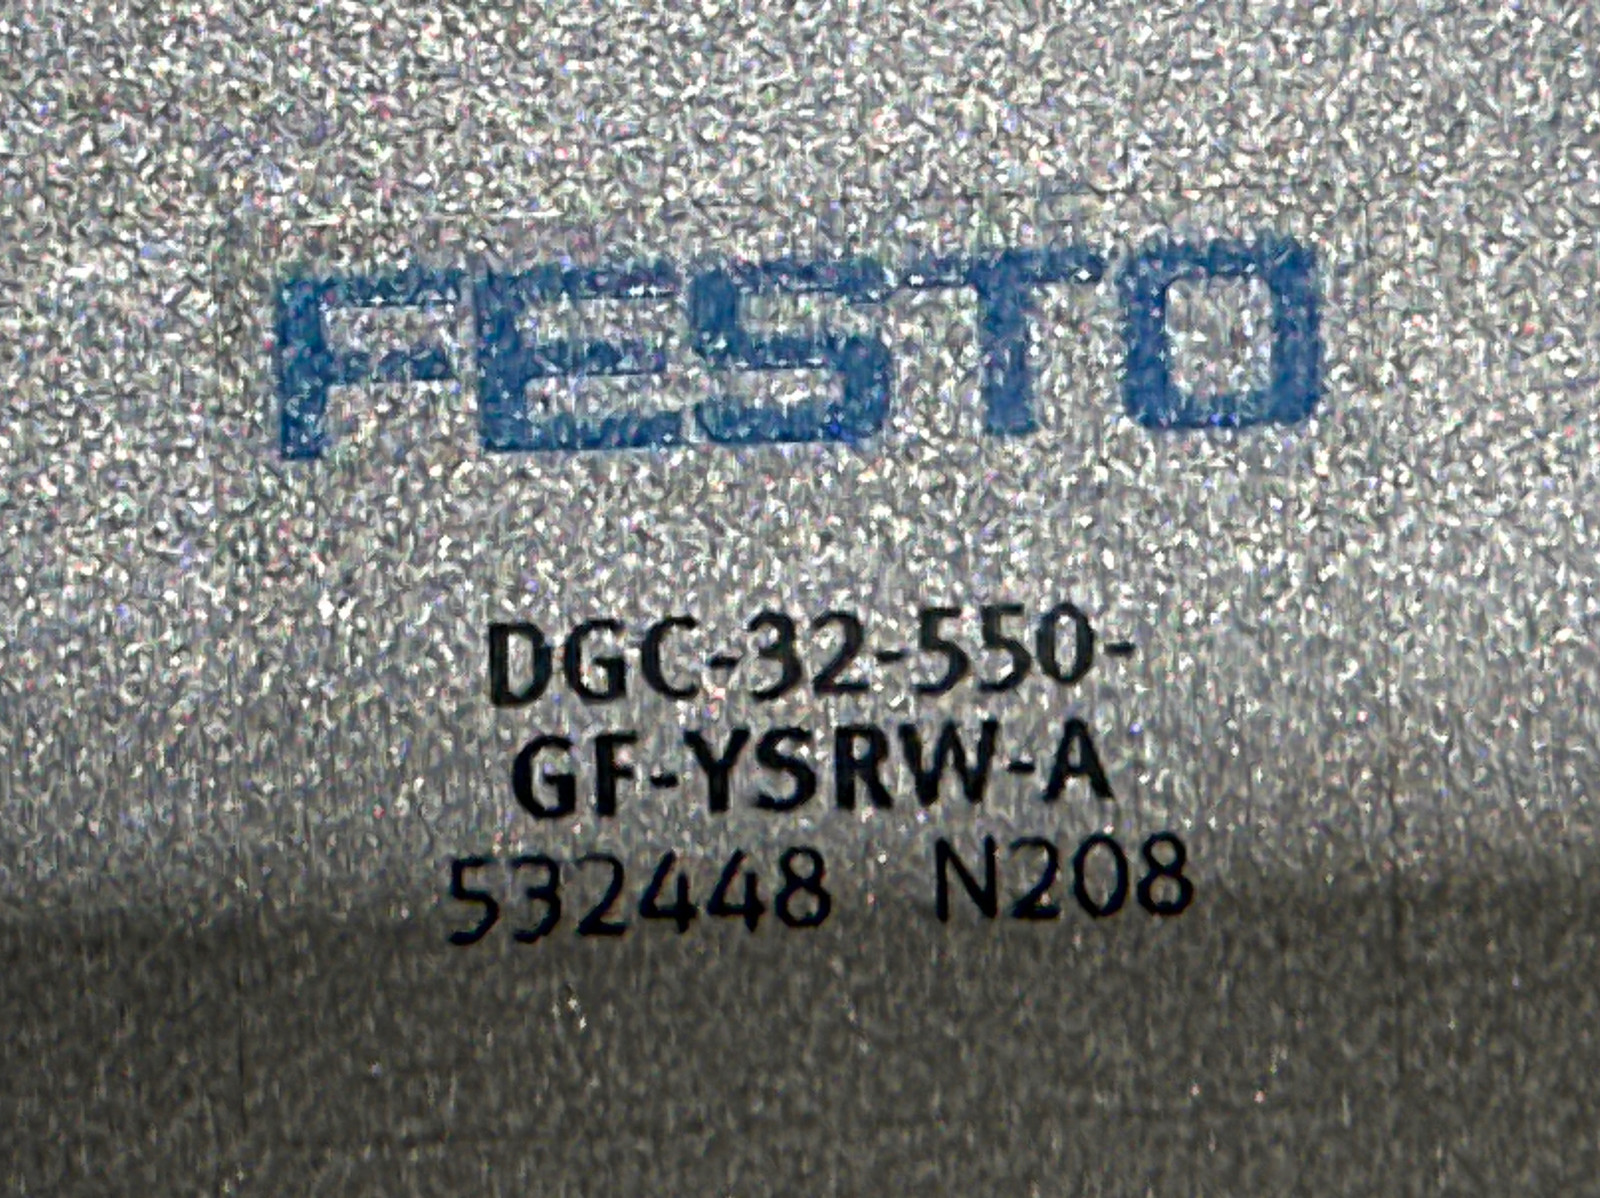 FESTO
DGC-32-550-
GF-YSRW-A
532448 N208